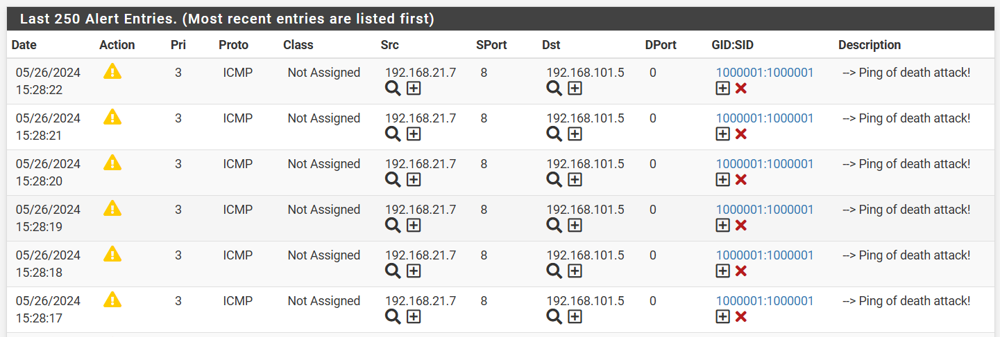 Last 250 Alert Entries. (Most recent entries are listed first)
Date Action Pri Proto Class Src SPort Dst DPort GID:SID Description
05/26/2024 3 ICMP Not Assigned 192.168.21.7 8 192.168.101.5 0 1000001:1000001 --> Ping of death attack!
15:28:22
05/26/2024 3 ICMP Not Assigned 192.168.21.7 8 192.168.101.5 0 1000001:1000001 --> Ping of death attack!
15:28:21
05/26/2024 3 ICMP Not Assigned 192.168.21.7 8 192.168.101.5 0 1000001:1000001 --> Ping of death attack!
15:28:20
05/26/2024 3 ICMP Not Assigned 192.168.21.7 8 192.168.101.5 0 1000001:1000001 --> Ping of death attack!
15:28:19
05/26/2024 3 ICMP Not Assigned 192.168.21.7 8 192.168.101.5 0 1000001:1000001 --> Ping of death attack!
15:28:18
05/26/2024 3 ICMP Not Assigned 192.168.21.7 8 192.168.101.5 0 1000001:1000001 --> Ping of death attack!
15:28:17